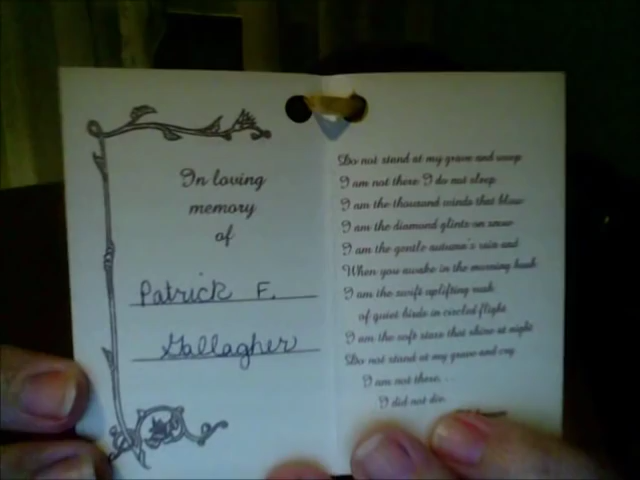 In loving
memory
of
Patrick F.
Gallagher
Do not stand at my grave and weep
I am not there I do not sleep
I am the thousand winds that blow
I am the diamond glints on snow
I am the gentle autumn's rain and
When you awake in the morning hush
I am the swift uplifting rush
of quiet birds in circled flight
I am the soft stars that shine at night
Do not stand at my grave and cry
I am not there...
I did not die.